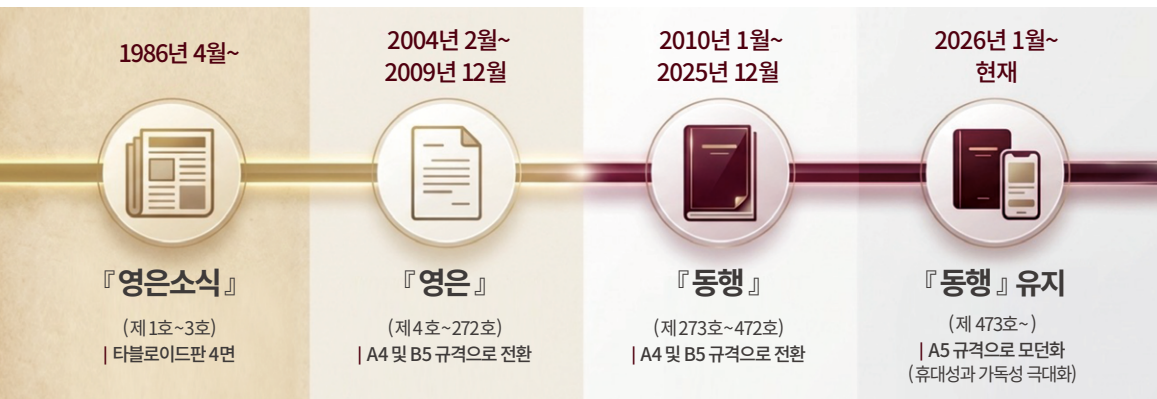 1986년 4월~
『영은소식』
(제1호~3호)
| 타블로이드판 4면
2004년 2월~
2009년 12월
『영은』
(제4호~272호)
| A4 및 B5 규격으로 전환
2010년 1월~
2025년 12월
『동행』
(제273호~472호)
| A4 및 B5 규격으로 전환
2026년 1월~
현재
『동행』유지
(제 473호~)
| A5 규격으로 모던화
(휴대성과 가독성 극대화)